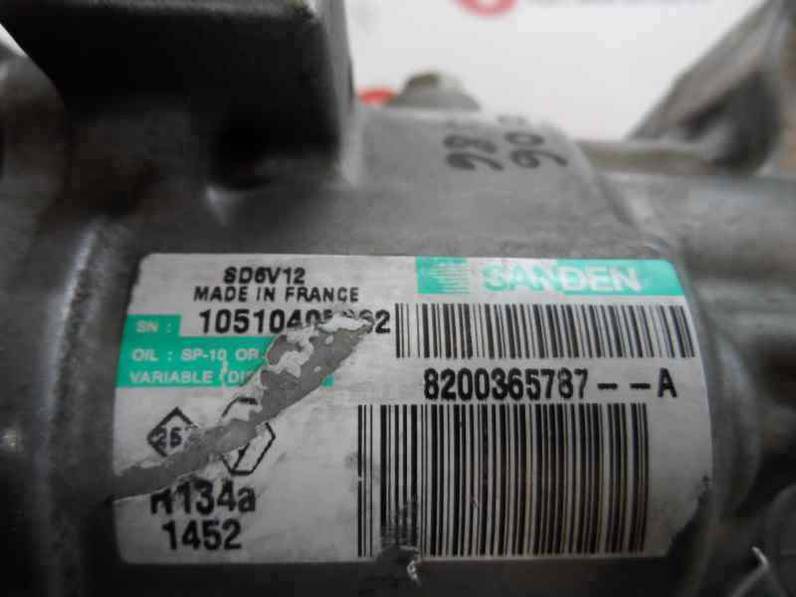 SD6V12
MADE IN FRANCE
SANDEN
SN :
OIL : SP-10 OR
VARIABLE
8200365787--A
R134a
1452